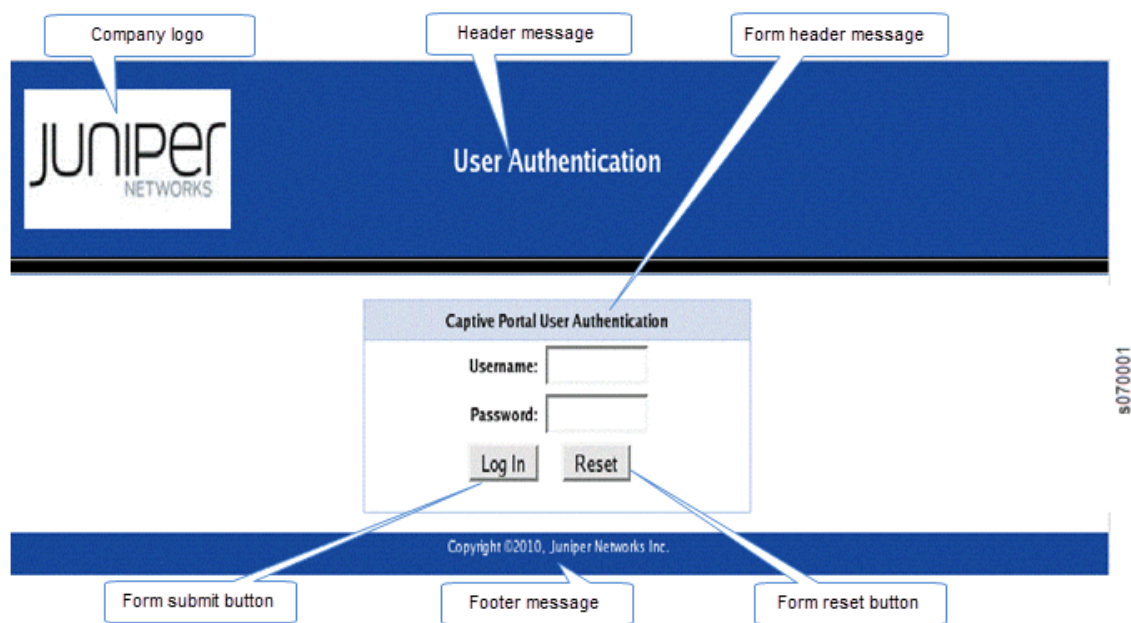 Company logo
Header message
Form header message
JUNIPEr
NETWORKS
User Authentication
Captive Portal User Authentication
Username:
Password:
Log In
Reset
s070001
Copyright ©2010, Juniper Networks Inc.
Form submit button
Footer message
Form reset button